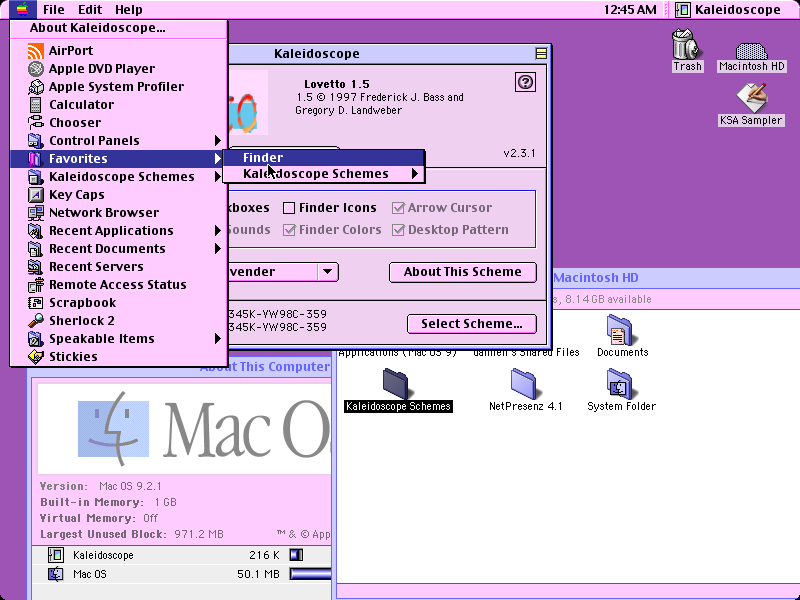 File Edit Help
12:45 AM
Kaleidoscope
About Kaleidoscope...
AirPort
Apple DVD Player
Apple System Profiler
Calculator
Chooser
Control Panels
Favorites
Kaleidoscope Schemes
Key Caps
Network Browser
Recent Applications
Recent Documents
Recent Servers
Remote Access Status
Scrapbook
Sherlock 2
Speakable Items
Stickies
Finder
Kaleidoscope Schemes
Kaleidoscope
Lovetto 1.5
1.5 © 1997 Frederick J. Bass and
Gregory D. Landweber
v2.3.1
kboxes
Finder Icons
Arrow Cursor
ounds
Finder Colors
Desktop Pattern
vender
About This Scheme
345K-YW98C-359
345K-YW98C-359
Select Scheme...
Trash
Macintosh HD
KSA Sampler
Macintosh HD
s, 8.14 GB available
Applications (Mac OS 9)
damien's Shared Files
Documents
Kaleidoscope Schemes
NetPresenz 4.1
System Folder
About This Computer
Mac O
Version: Mac OS 9.2.1
Built-in Memory: 1 GB
Virtual Memory: Off
Largest Unused Block: 971.2 MB
™ & © App
Kaleidoscope 216 K
Mac OS 50.1 MB